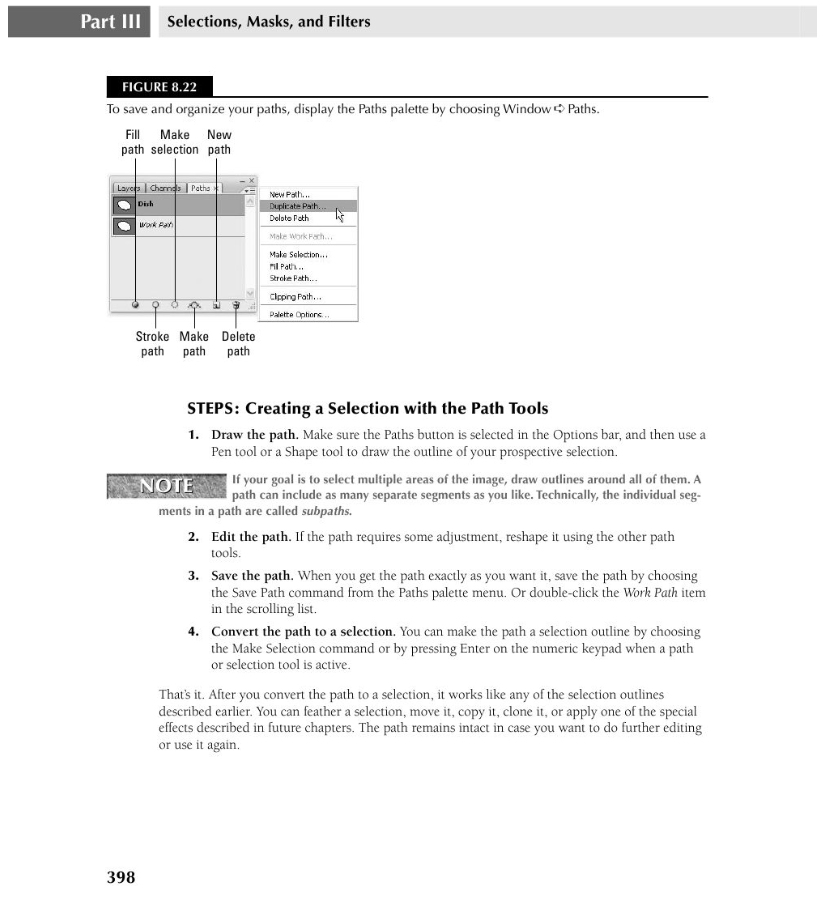 Part III
Selections, Masks, and Filters
FIGURE 8.22
To save and organize your paths, display the Paths palette by choosing Window ➪ Paths.
Fill path
Make selection
New path
Layers
Channels
Paths
Dish
Work Path
New Path...
Duplicate Path...
Delete Path
Make Work Path...
Make Selection...
Fill Path...
Stroke Path...
Clipping Path...
Palette Options...
Stroke path
Make path
Delete path
STEPS: Creating a Selection with the Path Tools
1. Draw the path. Make sure the Paths button is selected in the Options bar, and then use a
Pen tool or a Shape tool to draw the outline of your prospective selection.
NOTE
If your goal is to select multiple areas of the image, draw outlines around all of them. A
path can include as many separate segments as you like. Technically, the individual seg-
ments in a path are called subpaths.
2. Edit the path. If the path requires some adjustment, reshape it using the other path
tools.
3. Save the path. When you get the path exactly as you want it, save the path by choosing
the Save Path command from the Paths palette menu. Or double-click the Work Path item
in the scrolling list.
4. Convert the path to a selection. You can make the path a selection outline by choosing
the Make Selection command or by pressing Enter on the numeric keypad when a path
or selection tool is active.
That's it. After you convert the path to a selection, it works like any of the selection outlines
described earlier. You can feather a selection, move it, copy it, clone it, or apply one of the special
effects described in future chapters. The path remains intact in case you want to do further editing
or use it again.
398